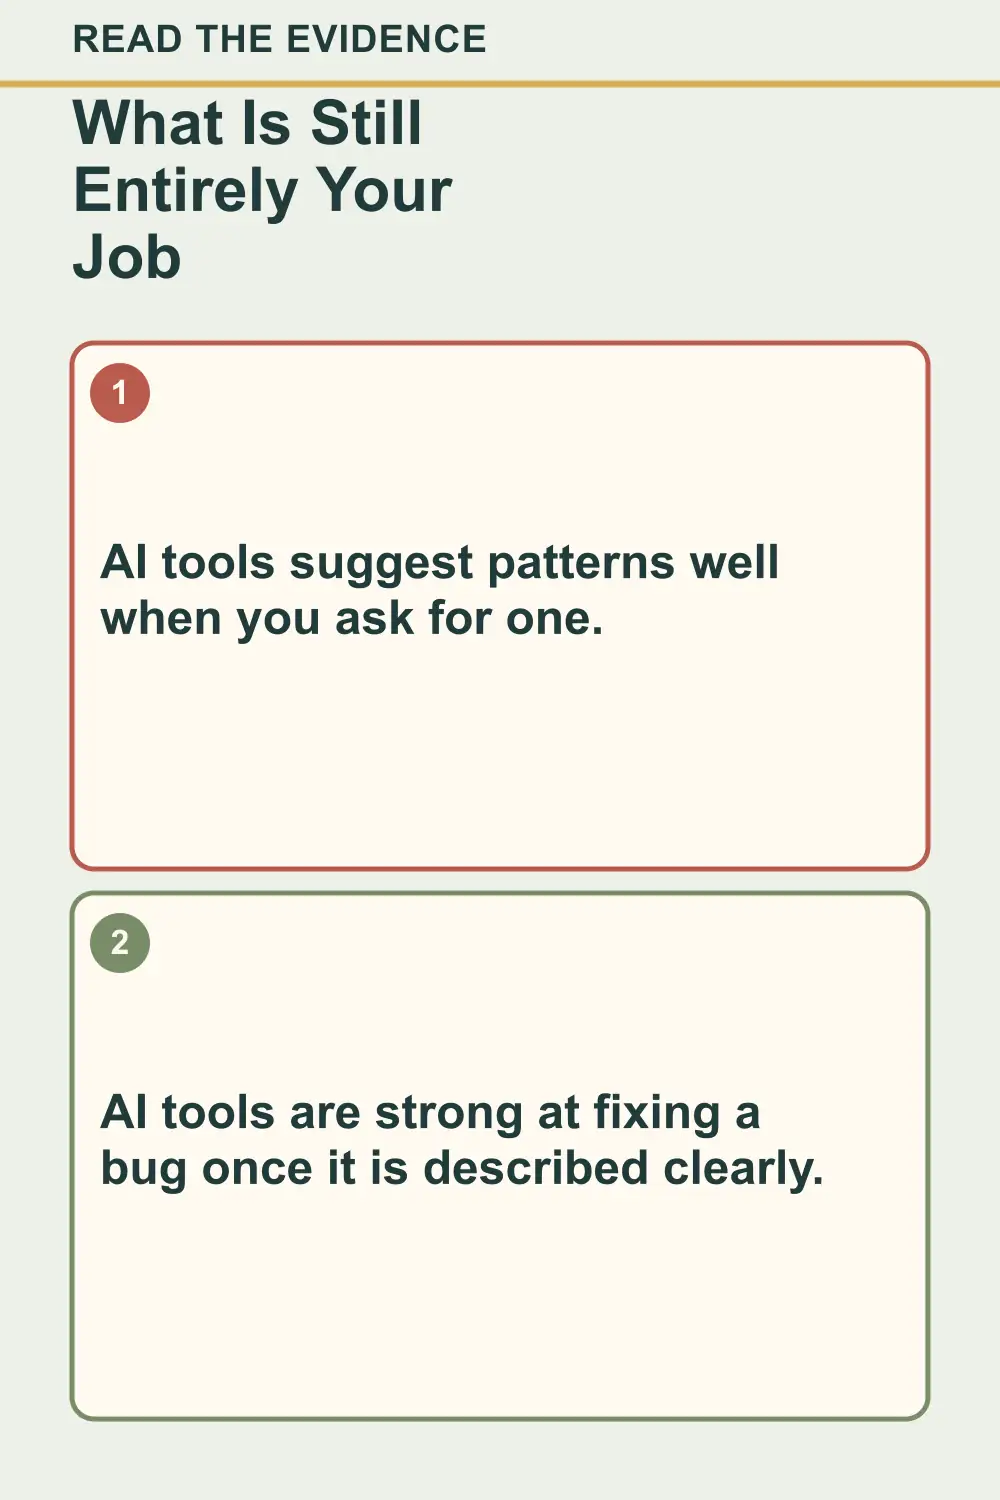 READ THE EVIDENCE
What Is Still
Entirely Your
Job
1
AI tools suggest patterns well
when you ask for one.
2
AI tools are strong at fixing a
bug once it is described clearly.